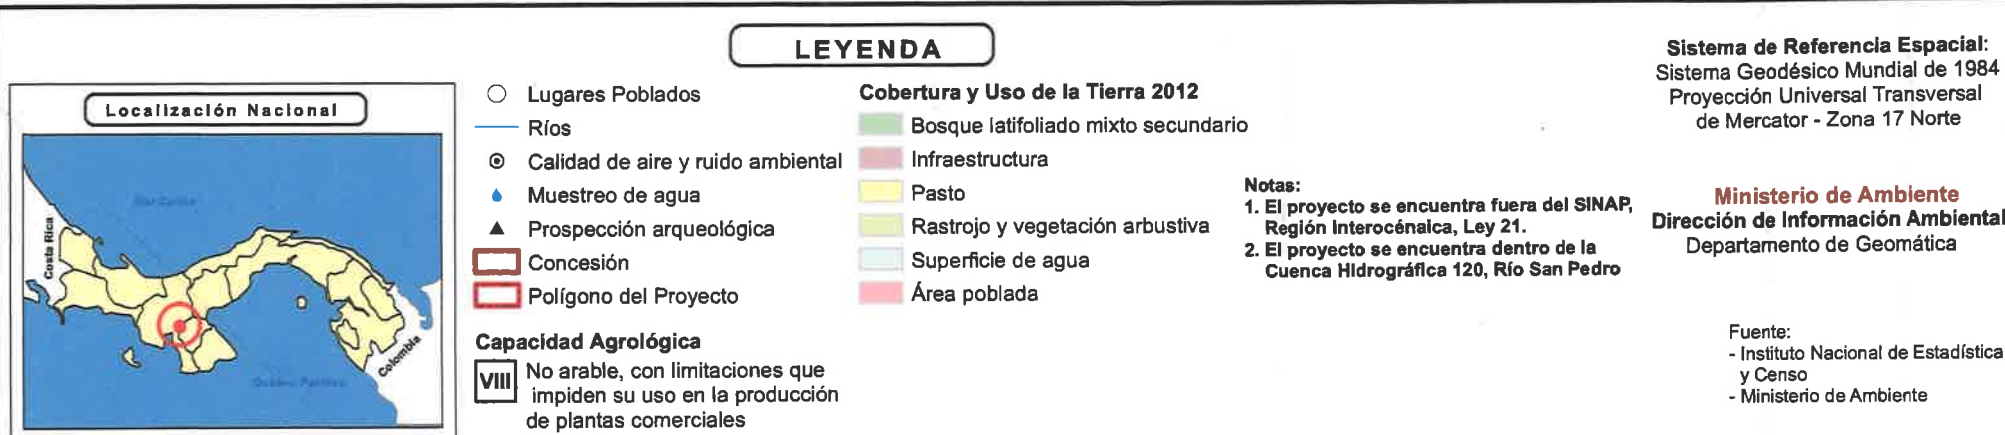 LEYENDA
Localización Nacional
Mar Caribe
Costa Rica
Colombia
Océano Pacífico
Lugares Poblados
Ríos
Calidad de aire y ruido ambiental
Muestreo de agua
Prospección arqueológica
Concesión
Polígono del Proyecto
Capacidad Agrológica
VIII
No arable, con limitaciones que
impiden su uso en la producción
de plantas comerciales
Cobertura y Uso de la Tierra 2012
Bosque latifoliado mixto secundario
Infraestructura
Pasto
Rastrojo y vegetación arbustiva
Superficie de agua
Área poblada
Notas:
1. El proyecto se encuentra fuera del SINAP,
Región Interocénaica, Ley 21.
2. El proyecto se encuentra dentro de la
Cuenca Hidrográfica 120, Río San Pedro
Sistema de Referencia Espacial:
Sistema Geodésico Mundial de 1984
Proyección Universal Transversal
de Mercator - Zona 17 Norte
Ministerio de Ambiente
Dirección de Información Ambiental
Departamento de Geomática
Fuente:
- Instituto Nacional de Estadística
y Censo
- Ministerio de Ambiente